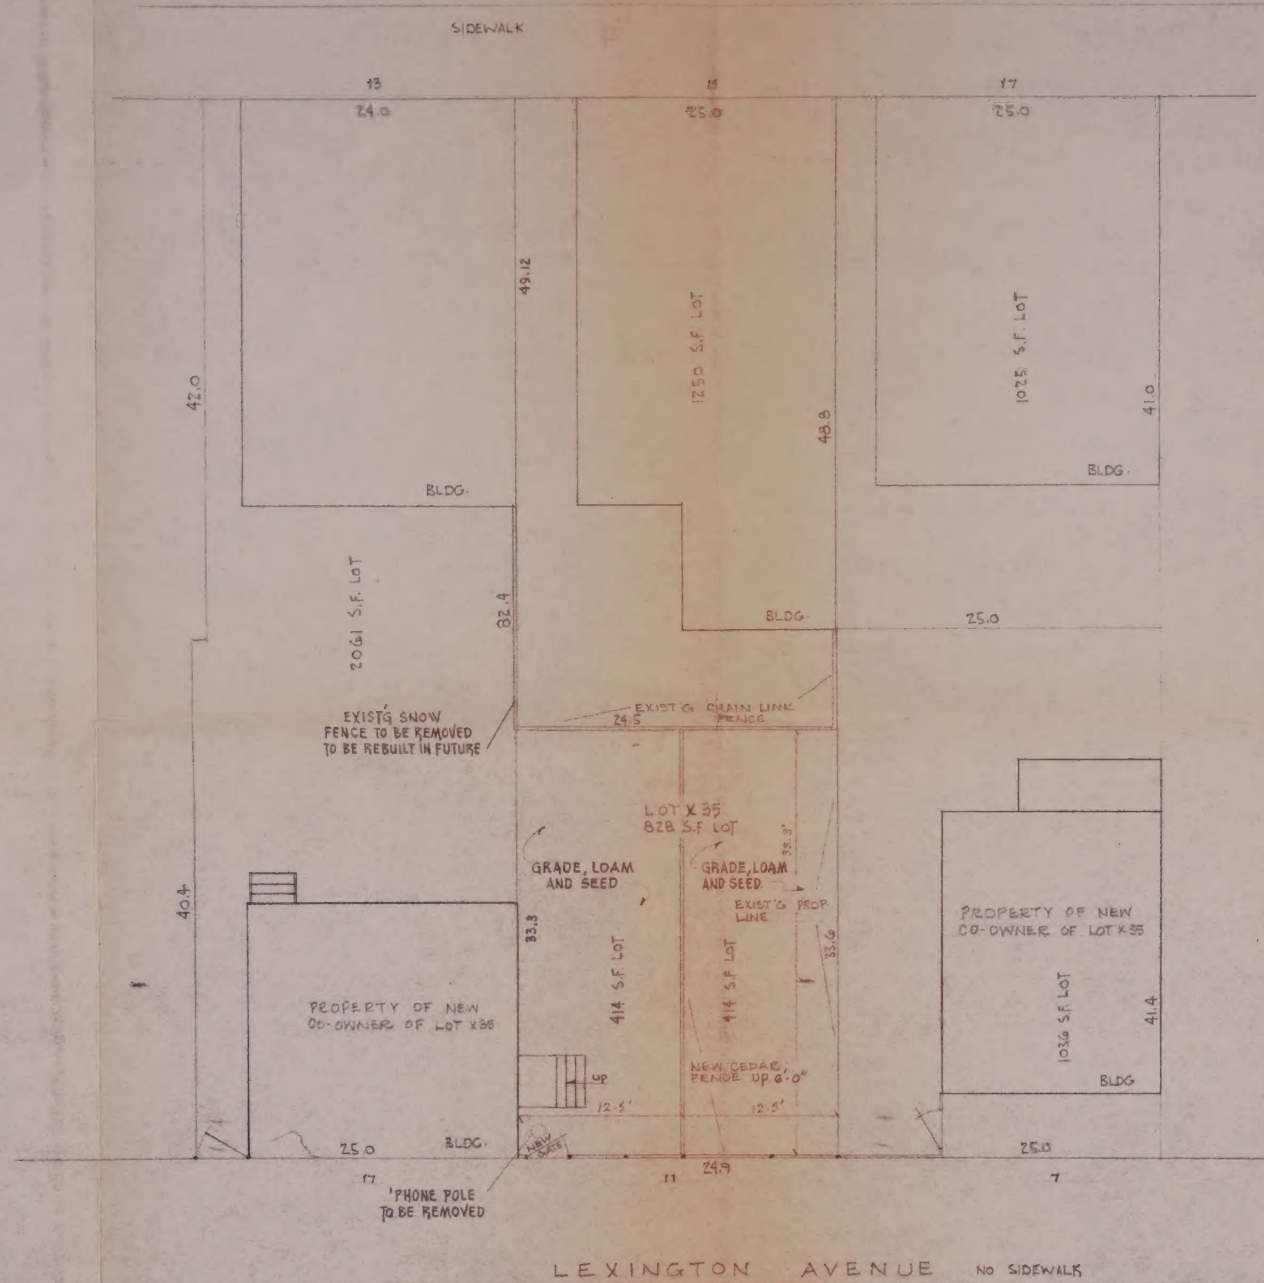 SIDEWALK
13
15
17
24.0
25.0
25.0
49.12
42.0
1250 S.F. LOT
1025 S.F. LOT
41.0
48.8
BLDG.
BLDG.
2061 S.F. LOT
82.4
BLDG.
25.0
EXIST'G SNOW
FENCE TO BE REMOVED
TO BE REBUILT IN FUTURE
EXIST'G CHAIN LINK
FENCE
24.5
LOT X 35
828 S.F LOT
33.3'
GRADE, LOAM
AND SEED
GRADE, LOAM
AND SEED.
EXIST'G PROP
LINE
40.4
33.3
33.6
PROPERTY OF NEW
CO-OWNER OF LOT X35
414 S.F. LOT
414 S.F. LOT
PROPERTY OF NEW
CO-OWNER OF LOT X35
1036 S.F. LOT
41.4
NEW CEDAR
FENCE UP 6'-0"
UP
BLDG
12.5'
12.5'
NEW
GATE
25.0
BLDG.
24.9
25.0
17
11
7
'PHONE POLE
TO BE REMOVED
LEXINGTON AVENUE NO SIDEWALK